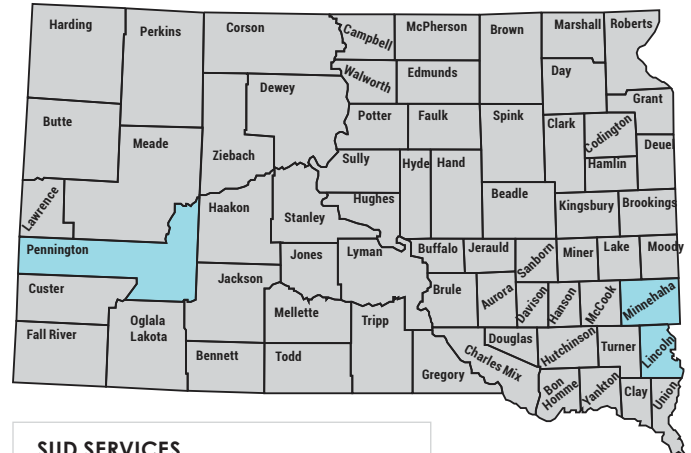 Harding
Perkins
Corson
Campbell
McPherson
Brown
Marshall
Roberts
Walworth
Edmunds
Day
Dewey
Grant
Butte
Meade
Ziebach
Potter
Faulk
Spink
Clark
Codington
Deuel
Hamlin
Sully
Hyde
Hand
Lawrence
Haakon
Stanley
Hughes
Beadle
Kingsbury
Brookings
Pennington
Jones
Lyman
Buffalo
Jerauld
Sanborn
Miner
Lake
Moody
Custer
Jackson
Brule
Aurora
Davison
Hanson
McCook
Minnehaha
Fall River
Oglala
Lakota
Mellette
Tripp
Douglas
Hutchinson
Turner
Lincoln
Bennett
Todd
Gregory
Charles Mix
Bon
Homme
Yankton
Clay
Union
SUD SERVICES